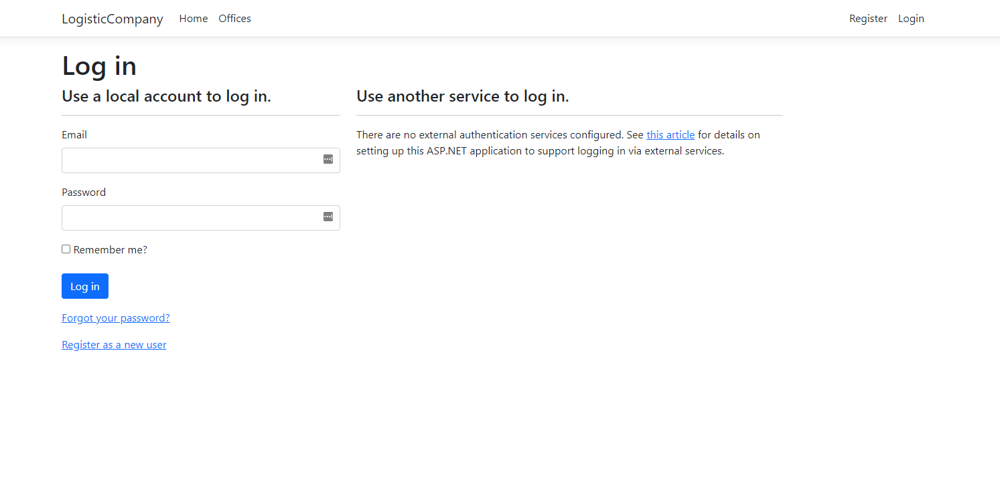 LogisticCompany Home Offices Register Login
Log in
Use a local account to log in.
Email
Password
Remember me?
Log in
Forgot your password?
Register as a new user
Use another service to log in.
There are no external authentication services configured. See this article for details on
setting up this ASP.NET application to support logging in via external services.